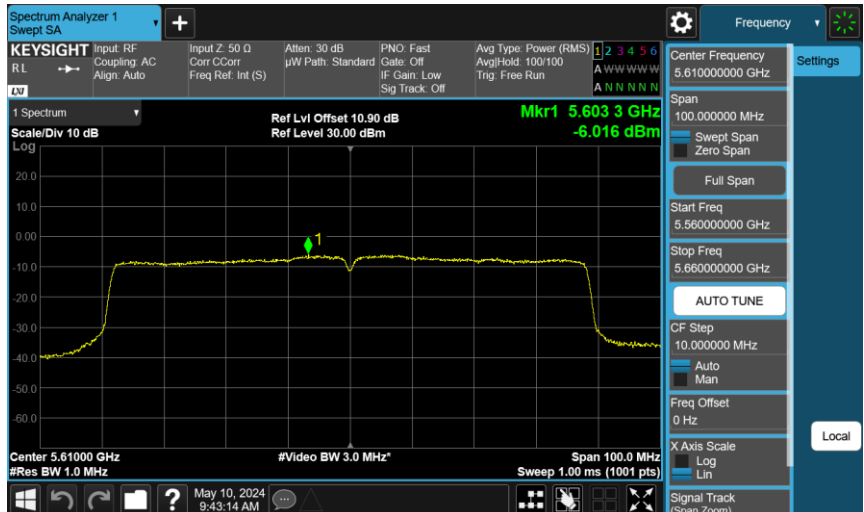 Spectrum Analyzer 1
Swept SA
Frequency
KEYSIGHT
RL
LXI
Input: RF
Coupling: AC
Align: Auto
Input Z: 50 Ω
Corr CCorr
Freq Ref: Int (S)
Atten: 30 dB
µW Path: Standard
PNO: Fast
Gate: Off
IF Gain: Low
Sig Track: Off
Avg Type: Power (RMS)
Avg|Hold: 100/100
Trig: Free Run
1 2 3 4 5 6
A W W W W W
A N N N N N
1 Spectrum
Scale/Div 10 dB
Log
Ref Lvl Offset 10.90 dB
Ref Level 30.00 dBm
Mkr1 5.603 3 GHz
-6.016 dBm
20.0
10.0
0.00
-10.0
-20.0
-30.0
-40.0
-50.0
-60.0
1
Center 5.61000 GHz
#Video BW 3.0 MHz*
Span 100.0 MHz
#Res BW 1.0 MHz
Sweep 1.00 ms (1001 pts)
?
May 10, 2024
9:43:14 AM
Center Frequency
5.610000000 GHz
Span
100.000000 MHz
Swept Span
Zero Span
Full Span
Start Freq
5.560000000 GHz
Stop Freq
5.660000000 GHz
AUTO TUNE
CF Step
10.000000 MHz
Auto
Man
Freq Offset
0 Hz
X Axis Scale
Log
Lin
Signal Track
(Span Zoom)
Settings
Local